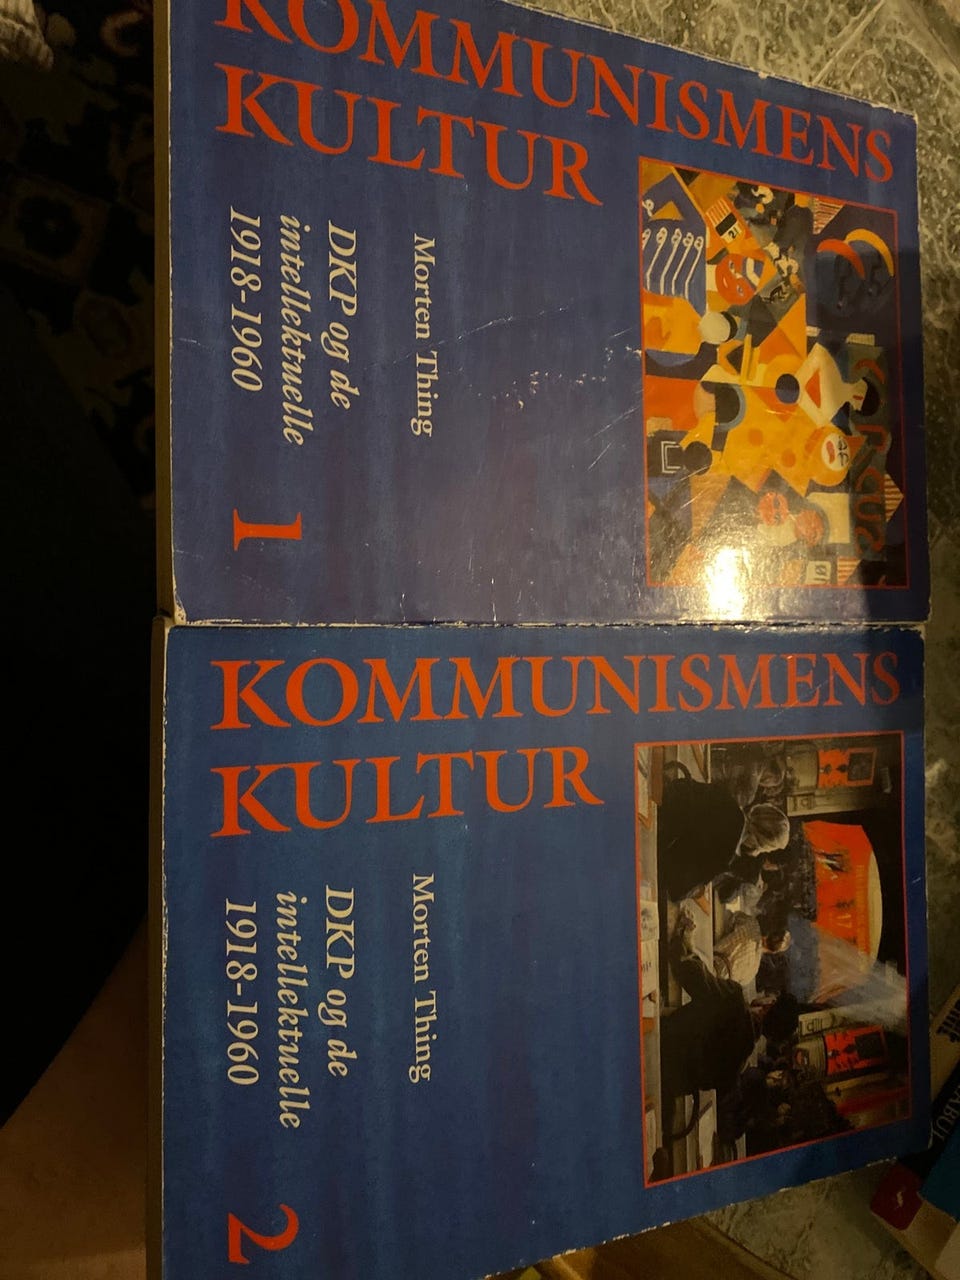 KOMMUNISMENS
KULTUR
Morten Thing
DKP og de
intellektuelle
1918-1960
1
KOMMUNISMENS
KULTUR
Morten Thing
DKP og de
intellektuelle
1918-1960
2